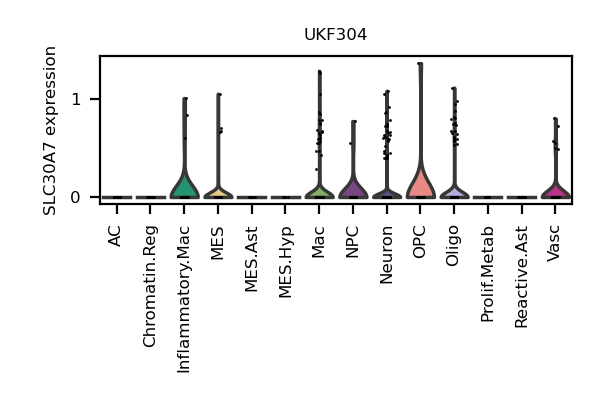 UKF304
SLC30A7 expression
1
0
AC
Chromatin.Reg
Inflammatory.Mac
MES
MES.Ast
MES.Hyp
Mac
NPC
Neuron
OPC
Oligo
Prolif.Metab
Reactive.Ast
Vasc